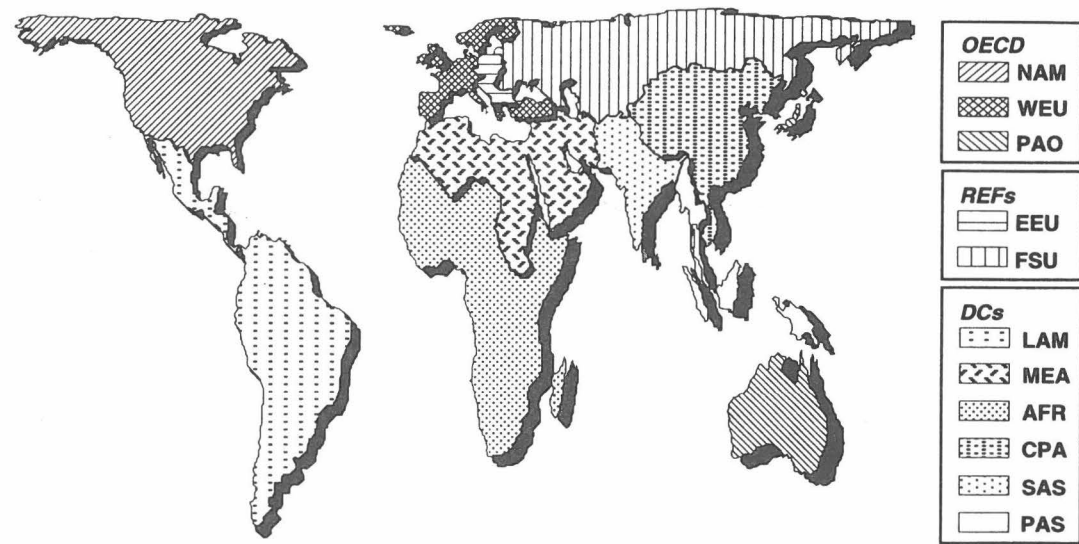 OECD
NAM
WEU
PAO
REFs
EEU
FSU
DCs
LAM
MEA
AFR
CPA
SAS
PAS